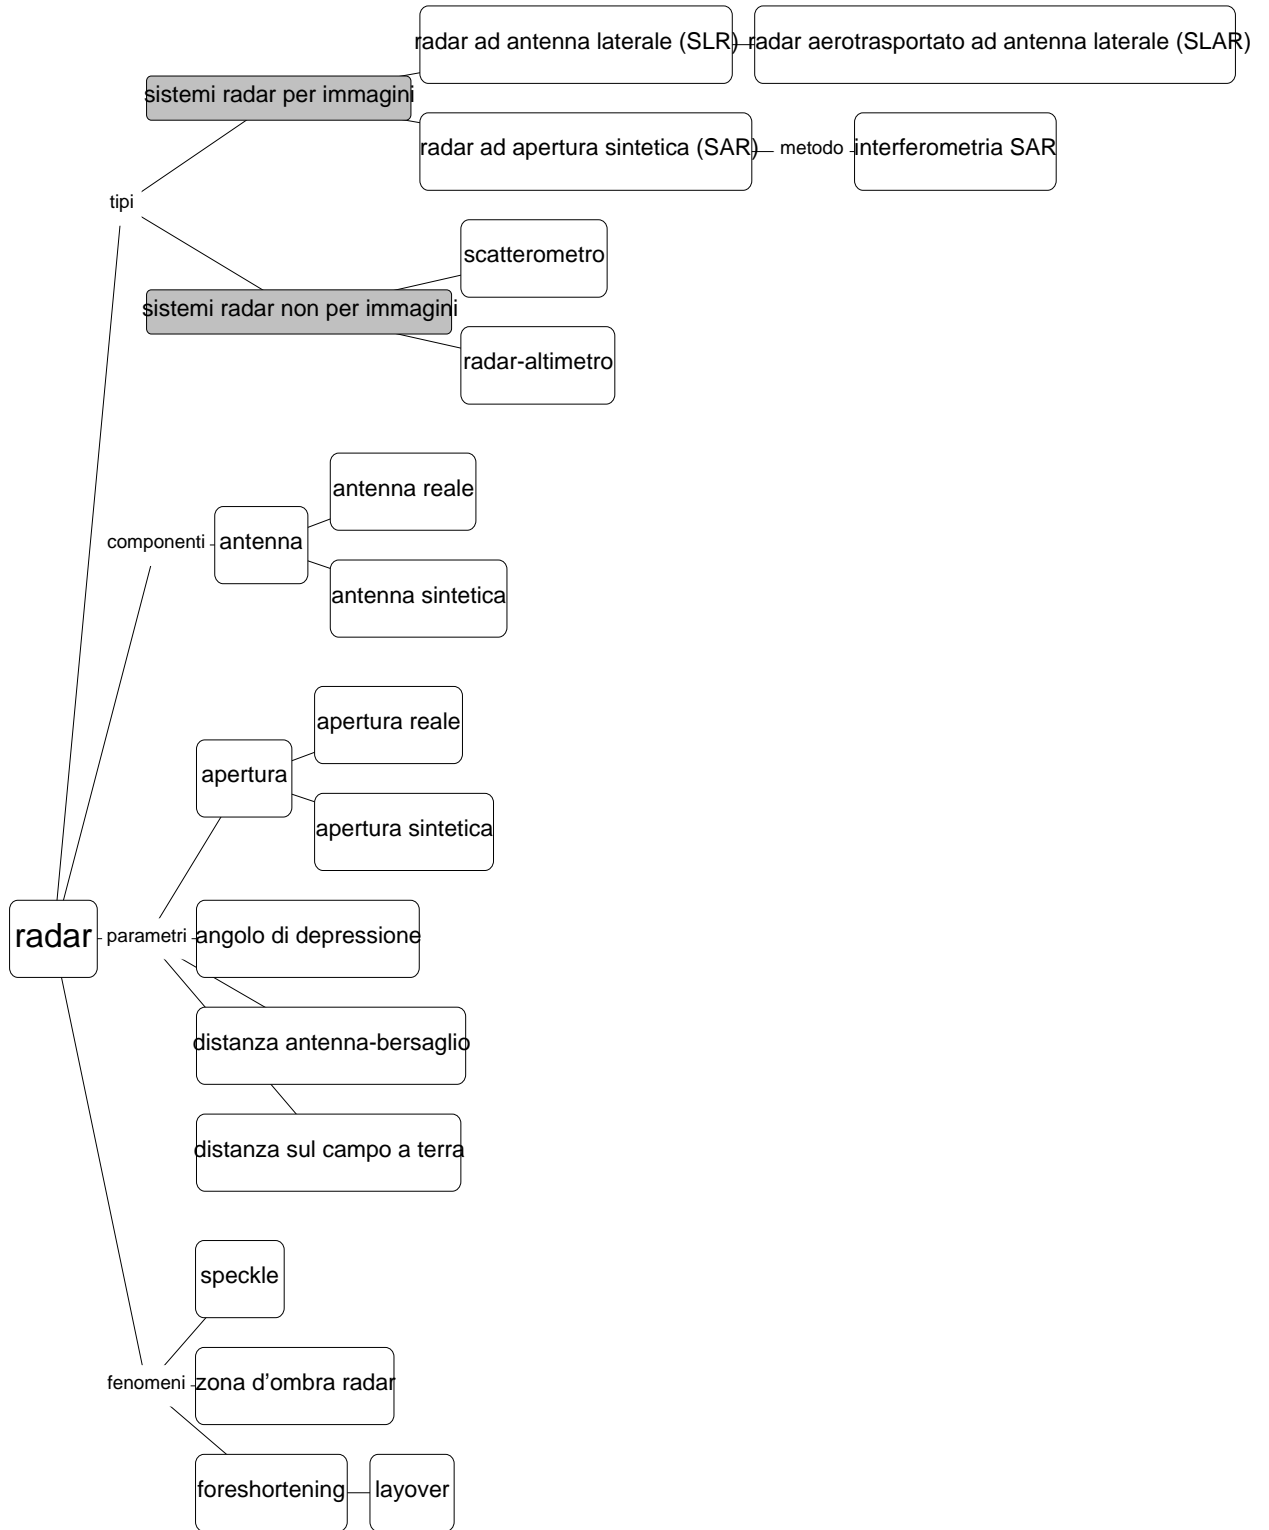 radar ad antenna laterale (SLR)
radar aerotrasportato ad antenna laterale (SLAR)
sistemi radar per immagini
radar ad apertura sintetica (SAR)
metodo
interferometria SAR
tipi
scatterometro
sistemi radar non per immagini
radar-altimetro
antenna reale
componenti
antenna
antenna sintetica
apertura reale
apertura
apertura sintetica
radar
parametri
angolo di depressione
distanza antenna-bersaglio
distanza sul campo a terra
speckle
fenomeni
zona d'ombra radar
foreshortening
layover